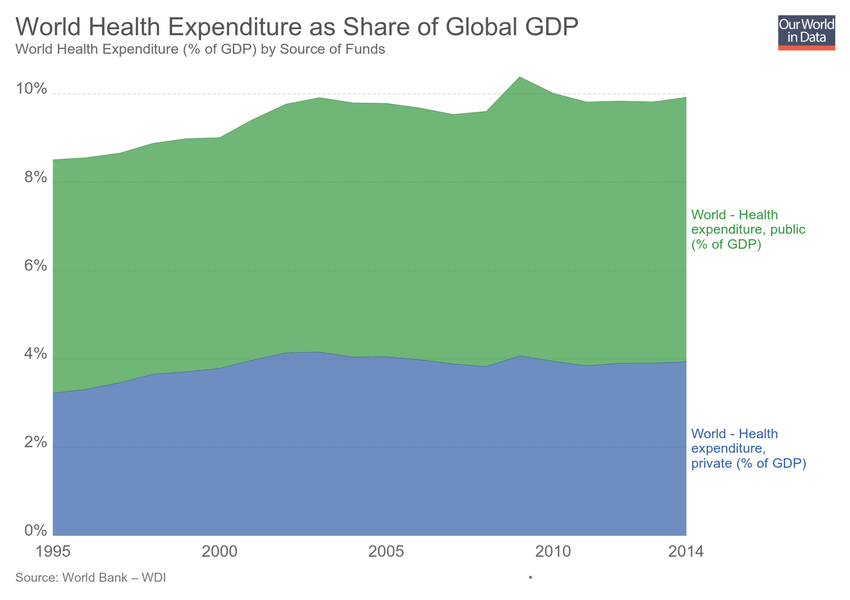 World Health Expenditure as Share of Global GDP
World Health Expenditure (% of GDP) by Source of Funds
Our World
in Data
10%
8%
6%
4%
2%
0%
World - Health
expenditure, public
(% of GDP)
World - Health
expenditure,
private (% of GDP)
1995
2000
2005
2010
2014
Source: World Bank – WDI